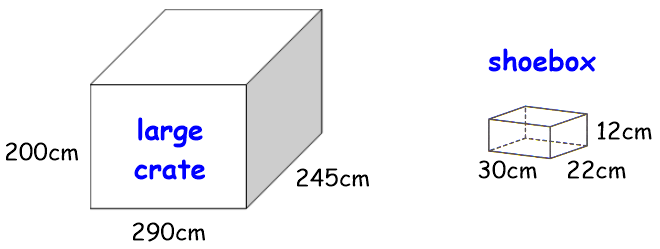 large
crate
200cm
245cm
290cm
shoebox
12cm
30cm
22cm